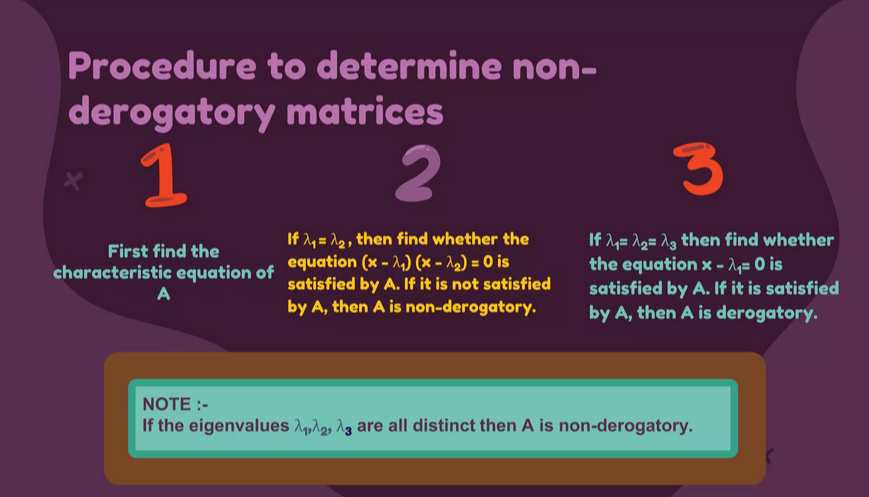 Procedure to determine non-
derogatory matrices
1
First find the
characteristic equation of
A
2
If λ₁ = λ₂, then find whether the
equation (x - λ₁) (x - λ₂) = 0 is
satisfied by A. If it is not satisfied
by A, then A is non-derogatory.
3
If λ₁= λ₂= λ₃ then find whether
the equation x - λ₁= 0 is
satisfied by A. If it is satisfied
by A, then A is derogatory.
NOTE :-
If the eigenvalues λ₁,λ₂, λ₃ are all distinct then A is non-derogatory.